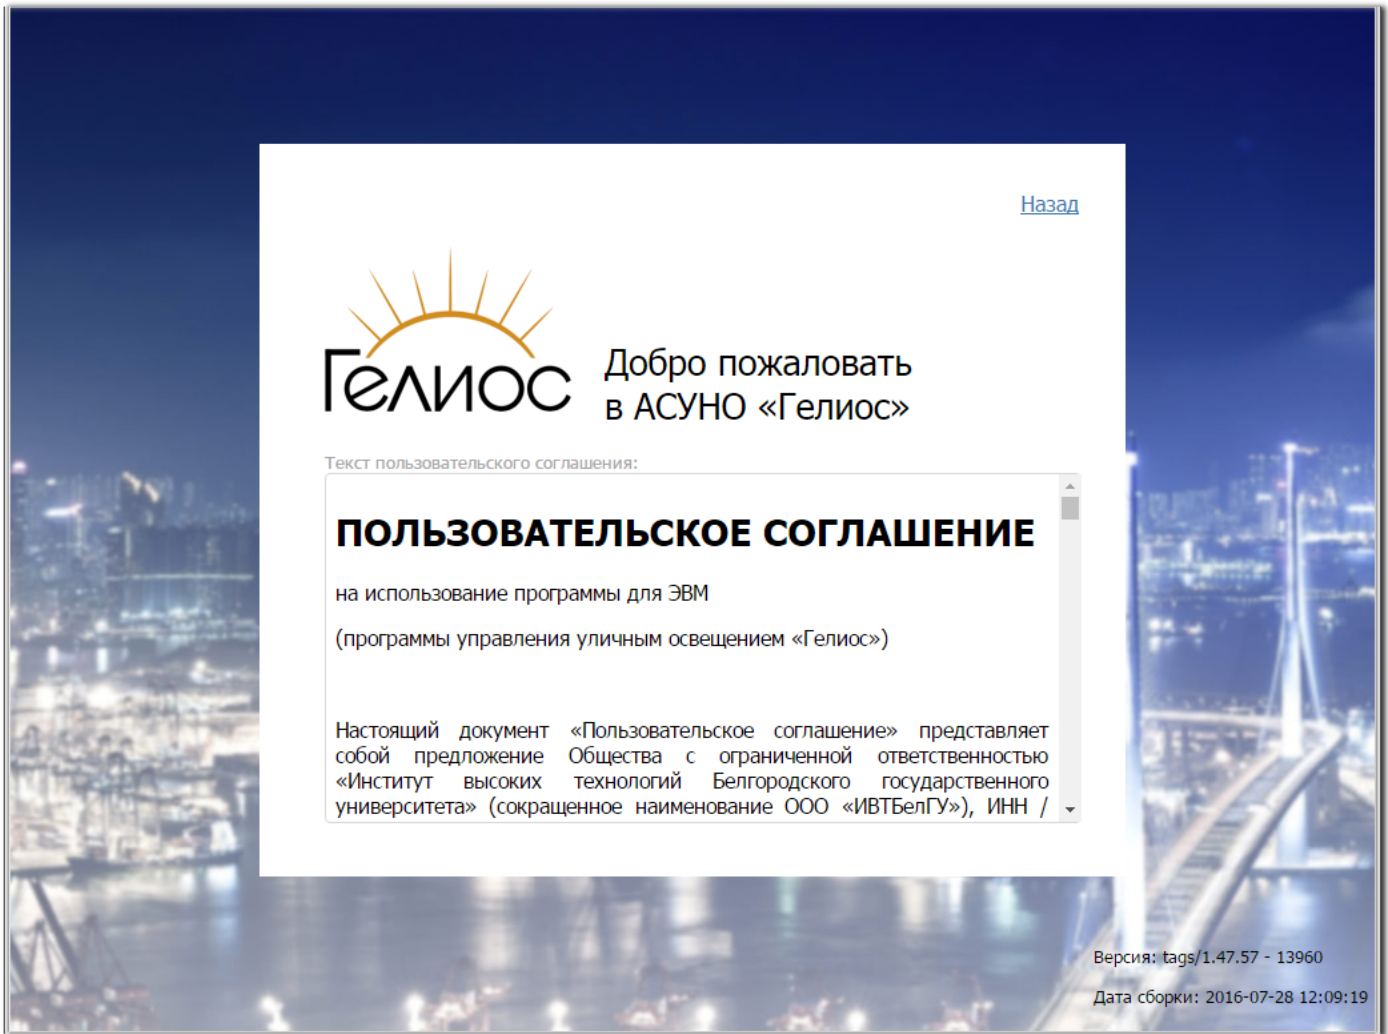 Назад
Гелиос
Добро пожаловать
в АСУНО «Гелиос»
Текст пользовательского соглашения:
ПОЛЬЗОВАТЕЛЬСКОЕ СОГЛАШЕНИЕ
на использование программы для ЭВМ
(программы управления уличным освещением «Гелиос»)
Настоящий документ «Пользовательское соглашение» представляет
собой предложение Общества с ограниченной ответственностью
«Институт высоких технологий Белгородского государственного
университета» (сокращенное наименование ООО «ИВТБелГУ»), ИНН /
Версия: tags/1.47.57 - 13960
Дата сборки: 2016-07-28 12:09:19